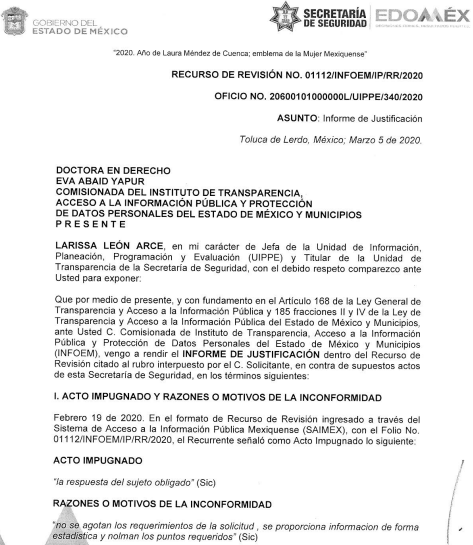 GOBIERNO DEL
ESTADO DE MÉXICO
SECRETARÍA
DE SEGURIDAD
EDOMÉX
"2020. Año de Laura Méndez de Cuenca; emblema de la Mujer Mexiquense"
RECURSO DE REVISIÓN NO. 01112/INFOEM/IP/RR/2020
OFICIO NO. 20600101000000L/UIPPE/340/2020
ASUNTO: Informe de Justificación
Toluca de Lerdo, México; Marzo 5 de 2020.
DOCTORA EN DERECHO
EVA ABAID YAPUR
COMISIONADA DEL INSTITUTO DE TRANSPARENCIA,
ACCESO A LA INFORMACIÓN PÚBLICA Y PROTECCIÓN
DE DATOS PERSONALES DEL ESTADO DE MÉXICO Y MUNICIPIOS
P R E S E N T E
LARISSA LEÓN ARCE, en mi carácter de Jefa de la Unidad de Información,
Planeación, Programación y Evaluación (UIPPE) y Titular de la Unidad de
Transparencia de la Secretaría de Seguridad, con el debido respeto comparezco ante
Usted para exponer:
Que por medio de presente, y con fundamento en el Artículo 168 de la Ley General de
Transparencia y Acceso a la Información Pública y 185 fracciones II y IV de la Ley de
Transparencia y Acceso a la Información Pública del Estado de México y Municipios,
ante Usted C. Comisionada de Instituto de Transparencia, Acceso a la Información
Pública y Protección de Datos Personales del Estado de México y Municipios
(INFOEM), vengo a rendir el INFORME DE JUSTIFICACIÓN dentro del Recurso de
Revisión citado al rubro interpuesto por el C. Solicitante, en contra de supuestos actos
de esta Secretaría de Seguridad, en los términos siguientes:
I. ACTO IMPUGNADO Y RAZONES O MOTIVOS DE LA INCONFORMIDAD
Febrero 19 de 2020. En el formato de Recurso de Revisión ingresado a través del
Sistema de Acceso a la Información Pública Mexiquense (SAIMEX), con el Folio No.
01112/INFOEM/IP/RR/2020, el Recurrente señaló como Acto Impugnado lo siguiente:
ACTO IMPUGNADO
"la respuesta del sujeto obligado" (Sic)
RAZONES O MOTIVOS DE LA INCONFORMIDAD
"no se agotan los requerimientos de la solicitud , se proporciona informacion de forma
estadistica y nolman los puntos requeridos" (Sic)